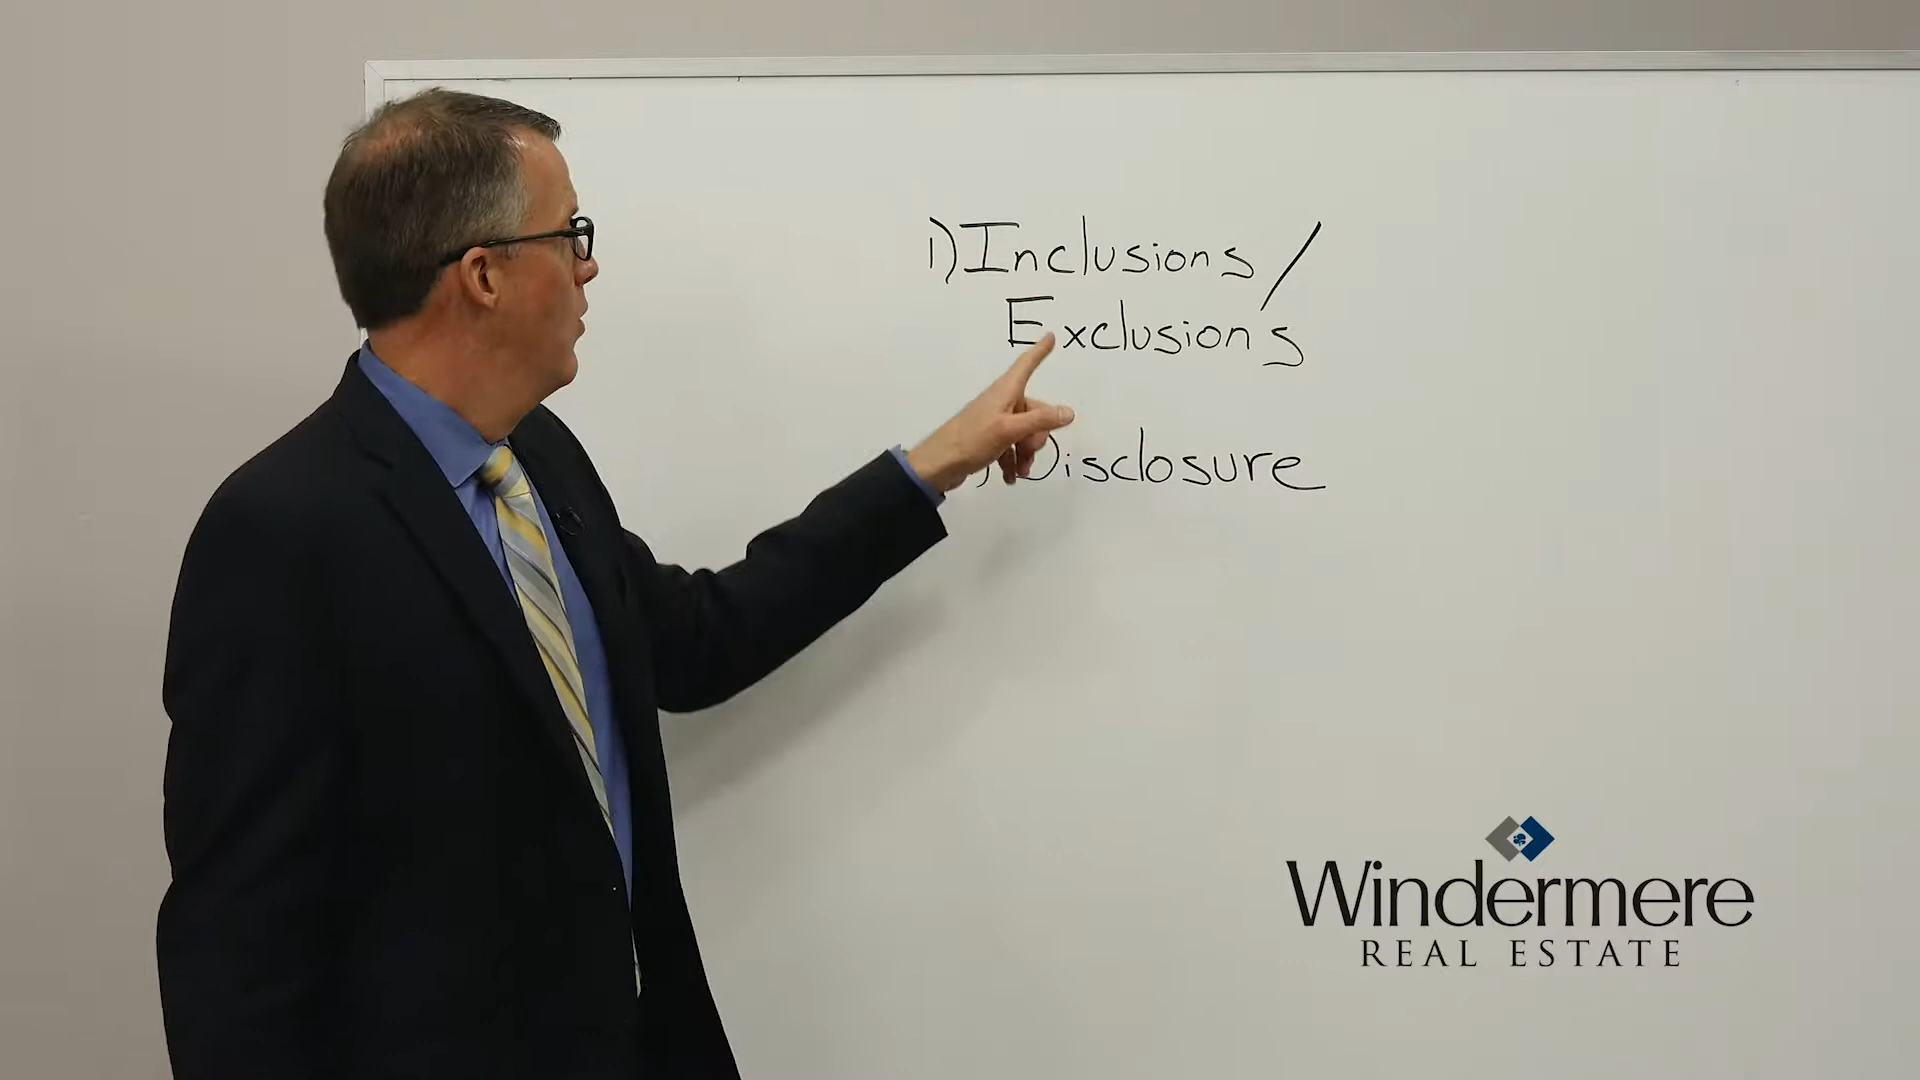 1) Inclusions /
Exclusions
) Disclosure
Windermere
REAL ESTATE